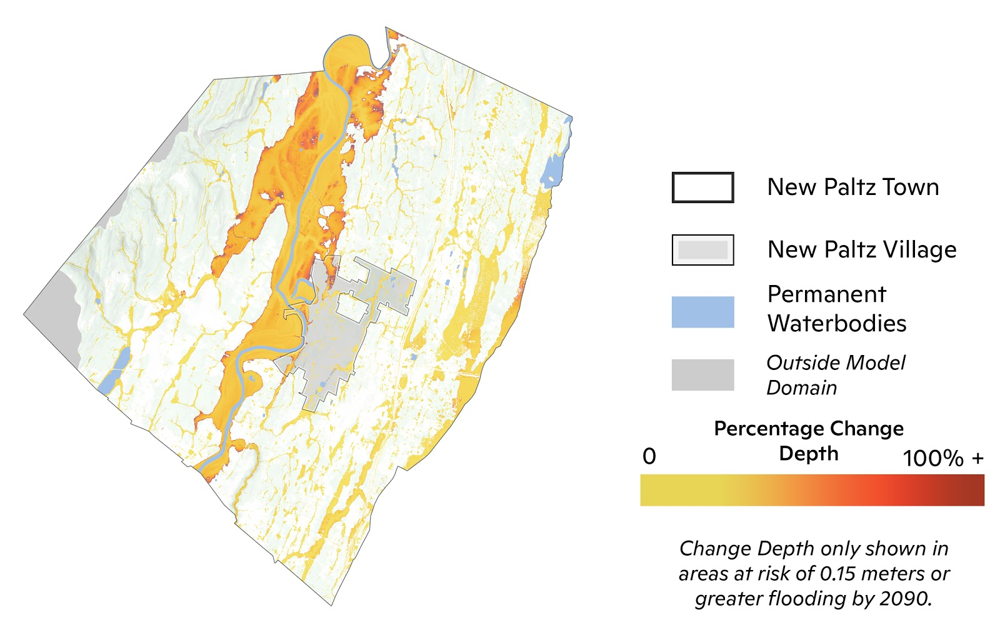 New Paltz Town
New Paltz Village
Permanent
Waterbodies
Outside Model
Domain
Percentage Change
Depth
0
100% +
Change Depth only shown in
areas at risk of 0.15 meters or
greater flooding by 2090.